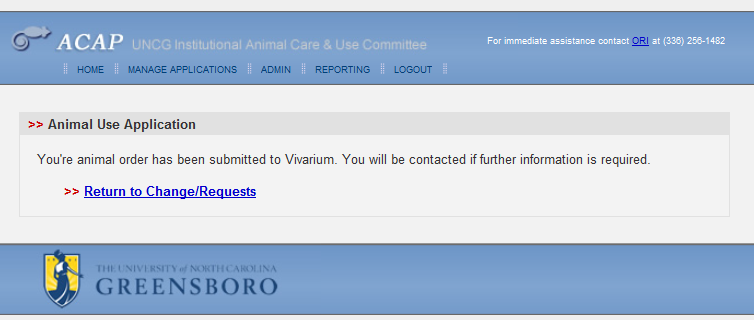 ACAP UNCG Institutional Animal Care & Use Committee
For immediate assistance contact ORI at (336) 256-1482
HOME MANAGE APPLICATIONS ADMIN REPORTING LOGOUT
>> Animal Use Application
You're animal order has been submitted to Vivarium. You will be contacted if further information is required.
>> Return to Change/Requests
THE UNIVERSITY of NORTH CAROLINA
GREENSBORO